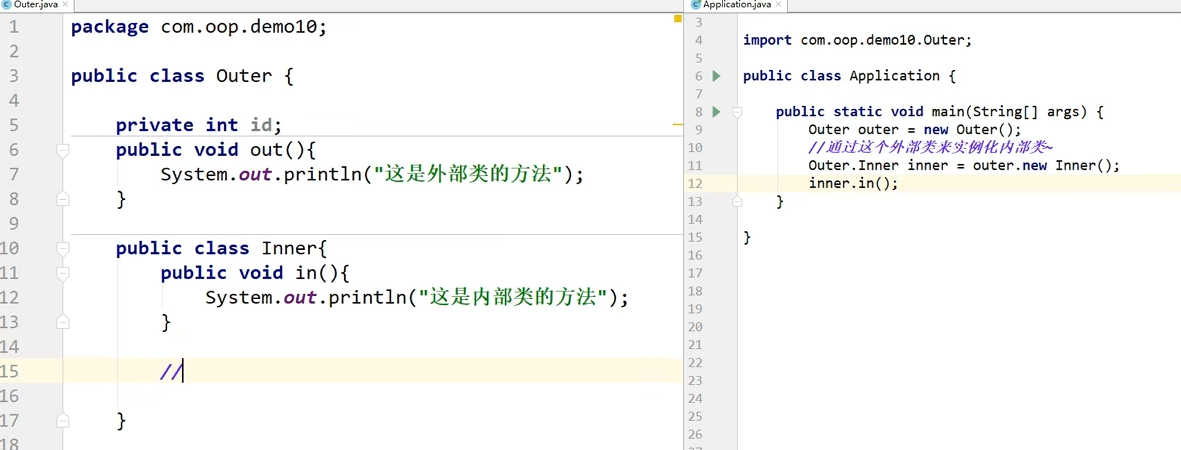 Outer.java
1 package com.oop.demo10;
2
3 public class Outer {
4
5 private int id;
6 public void out(){
7 System.out.println("这是外部类的方法");
8 }
9
10 public class Inner{
11 public void in(){
12 System.out.println("这是内部类的方法");
13 }
14
15 //
16
17 }
18
Application.java
3
4 import com.oop.demo10.Outer;
5
6 public class Application {
7
8 public static void main(String[] args) {
9 Outer outer = new Outer();
10 //通过这个外部类来实例化内部类~
11 Outer.Inner inner = outer.new Inner();
12 inner.in();
13 }
14
15 }
16
17
18
19
20
21
22
23
24
25
26